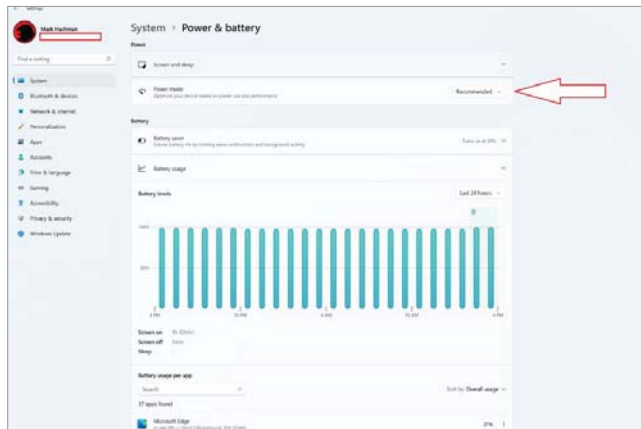 Settings
Mark Hachman
System > Power & battery
Power
Find a setting
System
Bluetooth & devices
Network & internet
Personalization
Apps
Accounts
Time & language
Gaming
Accessibility
Privacy & security
Windows Update
Screen and sleep
Power mode
Optimize your device based on power use and performance
Recommended
Battery
Battery saver
Extend battery life by limiting some notifications and background activity
Turns on at
Battery usage
Battery levels
Last 24 hours
100%
50%
Screen on
Screen off
Sleep
Battery usage per app
Search
Sort by: Overall usage
17 apps found
Microsoft Edge